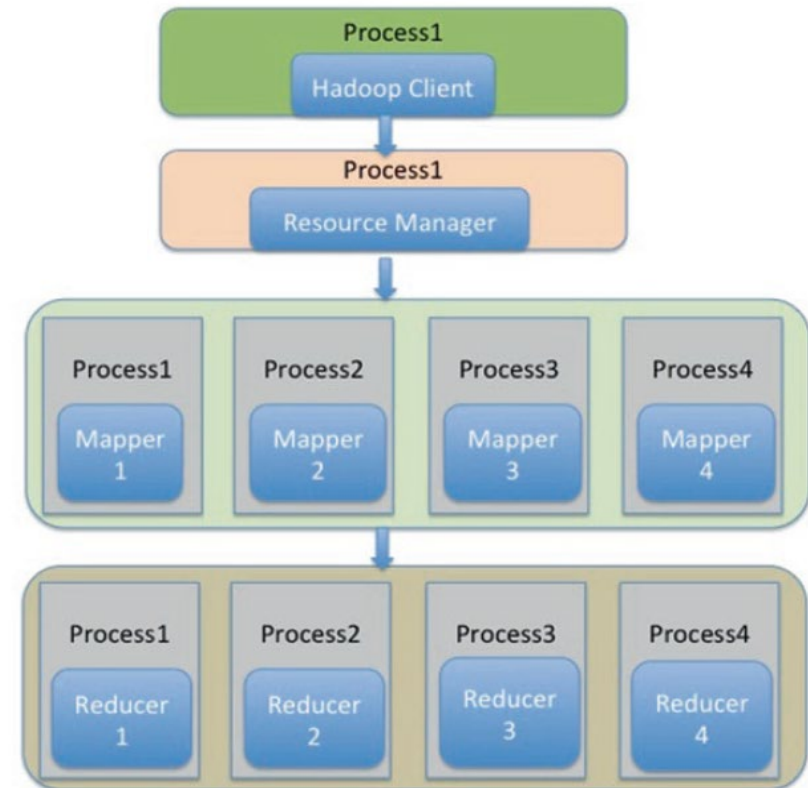 Process1
Hadoop Client
Process1
Resource Manager
Process1
Process2
Process3
Process4
Mapper
1
Mapper
2
Mapper
3
Mapper
4
Process1
Process2
Process3
Process4
Reducer
1
Reducer
2
Reducer
3
Reducer
4